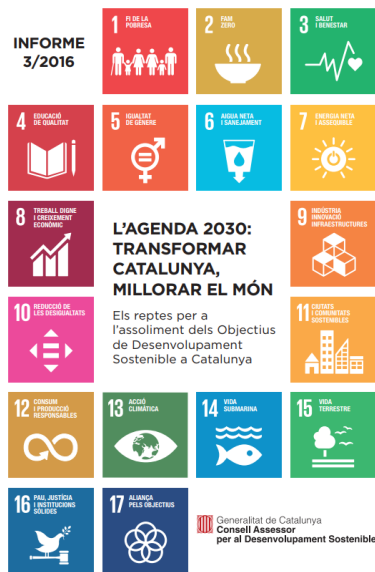 INFORME
3/2016
1 FI DE LA
POBRESA
2 FAM
ZERO
3 SALUT
I BENESTAR
4 EDUCACIÓ
DE QUALITAT
5 IGUALTAT
DE GÈNERE
6 AIGUA NETA
I SANEJAMENT
7 ENERGIA NETA
I ASSEQUIBLE
8 TREBALL DIGNE
I CREIXEMENT
ECONÒMIC
L'AGENDA 2030:
TRANSFORMAR
CATALUNYA,
MILLORAR EL MÓN
Els reptes per a
l'assoliment dels Objectius
de Desenvolupament
Sostenible a Catalunya
9 INDÚSTRIA
INNOVACIÓ
INFRAESTRUCTURES
10 REDUCCIÓ DE
LES DESIGUALTATS
11 CIUTATS
I COMUNITATS
SOSTENIBLES
12 CONSUM
I PRODUCCIÓ
RESPONSABLES
13 ACCIÓ
CLIMÀTICA
14 VIDA
SUBMARINA
15 VIDA
TERRESTRE
16 PAU, JUSTÍCIA
I INSTITUCIONS
SÒLIDES
17 ALIANÇA
PELS OBJECTIUS
Generalitat de Catalunya
Consell Assessor
per al Desenvolupament Sostenible